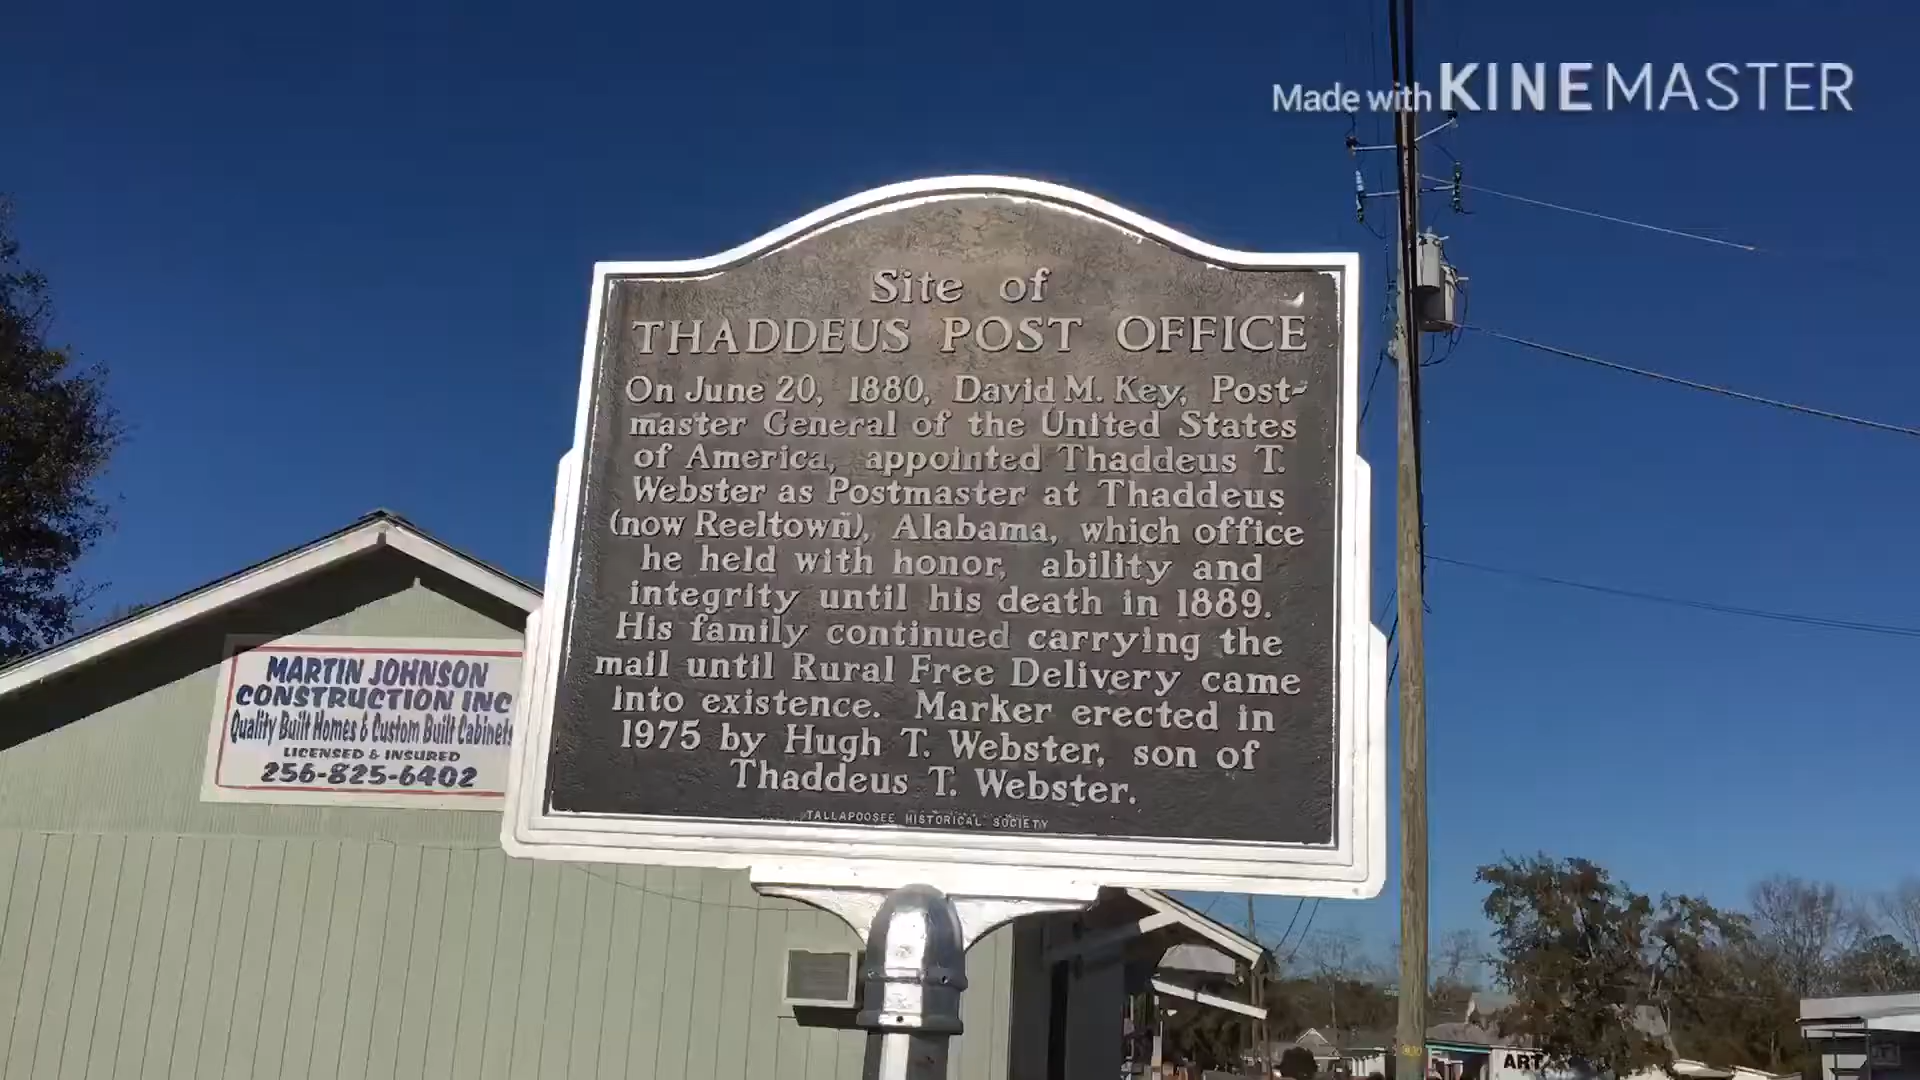 Made with KINEMASTER
Site of
THADDEUS POST OFFICE
On June 20, 1880, David M. Key, Post-
master General of the United States
of America, appointed Thaddeus T.
Webster as Postmaster at Thaddeus
(now Reeltown), Alabama, which office
he held with honor, ability and
integrity until his death in 1889.
His family continued carrying the
mail until Rural Free Delivery came
into existence. Marker erected in
1975 by Hugh T. Webster, son of
Thaddeus T. Webster.
TALLAPOOSEE HISTORICAL SOCIETY
MARTIN JOHNSON
CONSTRUCTION INC
Quality Built Homes & Custom Built Cabinets
LICENSED & INSURED
256-825-6402
ART